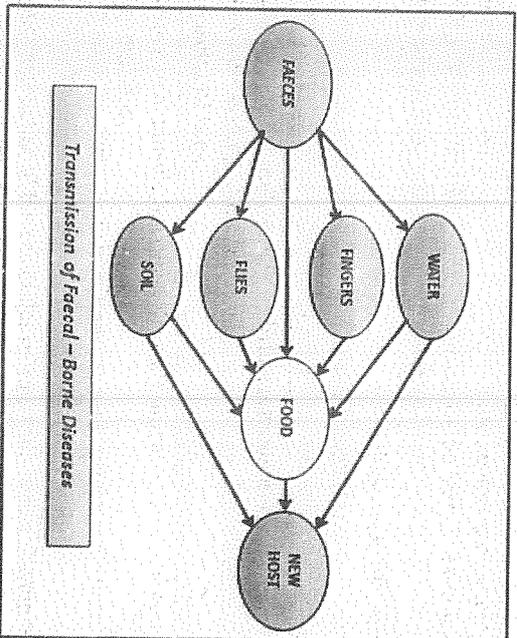 FAECES
WATER
FINGERS
FLIES
SOIL
FOOD
NEW
HOST
Transmission of Faecal – Borne Diseases